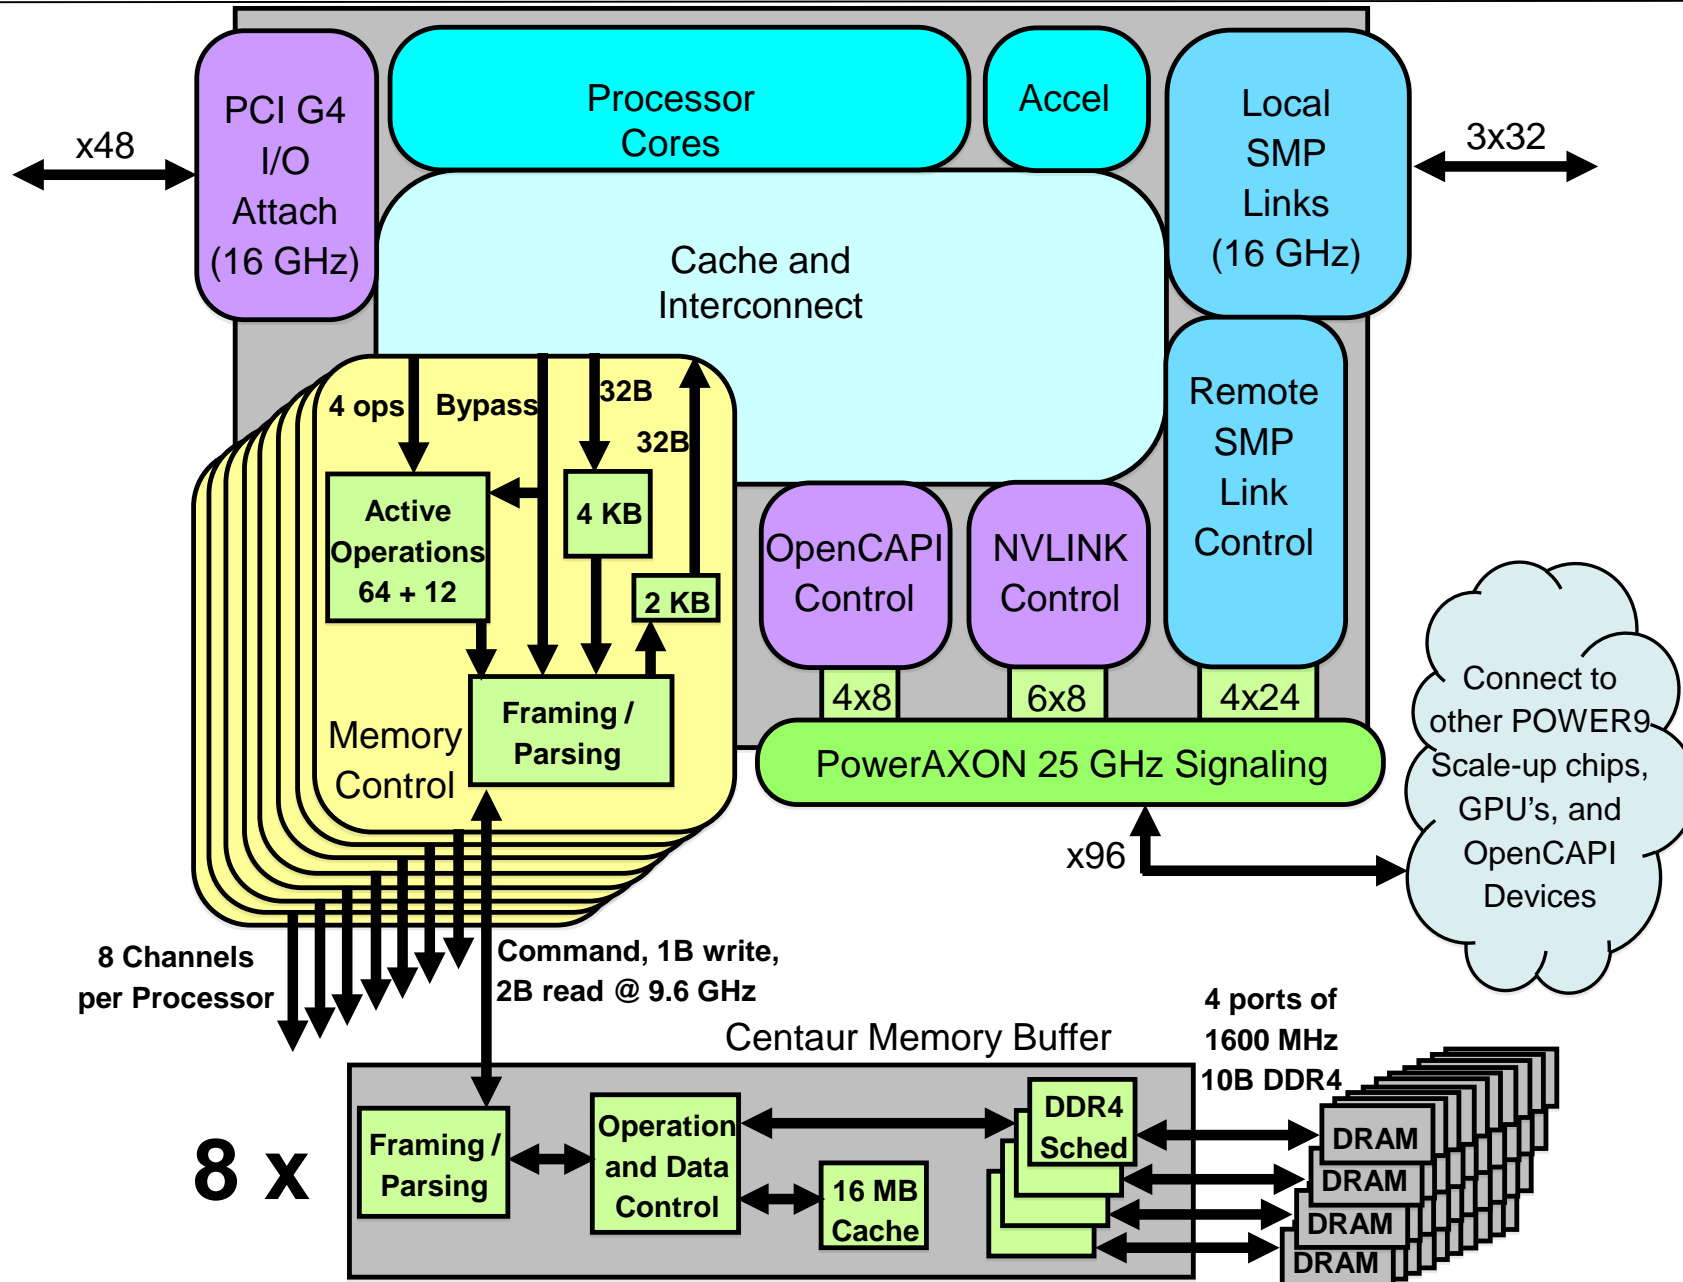 PCI G4
I/O
Attach
(16 GHz)
x48
Processor
Cores
Accel
Local
SMP
Links
(16 GHz)
3x32
Cache and
Interconnect
4 ops
Bypass
32B
32B
Active
Operations
64 + 12
4 KB
2 KB
Framing /
Parsing
Memory
Control
OpenCAPI
Control
NVLINK
Control
Remote
SMP
Link
Control
4x8
6x8
4x24
PowerAXON 25 GHz Signaling
x96
Connect to
other POWER9
Scale-up chips,
GPU's, and
OpenCAPI
Devices
8 Channels
per Processor
Command, 1B write,
2B read @ 9.6 GHz
Centaur Memory Buffer
4 ports of
1600 MHz
10B DDR4
8 x
Framing /
Parsing
Operation
and Data
Control
16 MB
Cache
DDR4
Sched
DRAM
DRAM
DRAM
DRAM